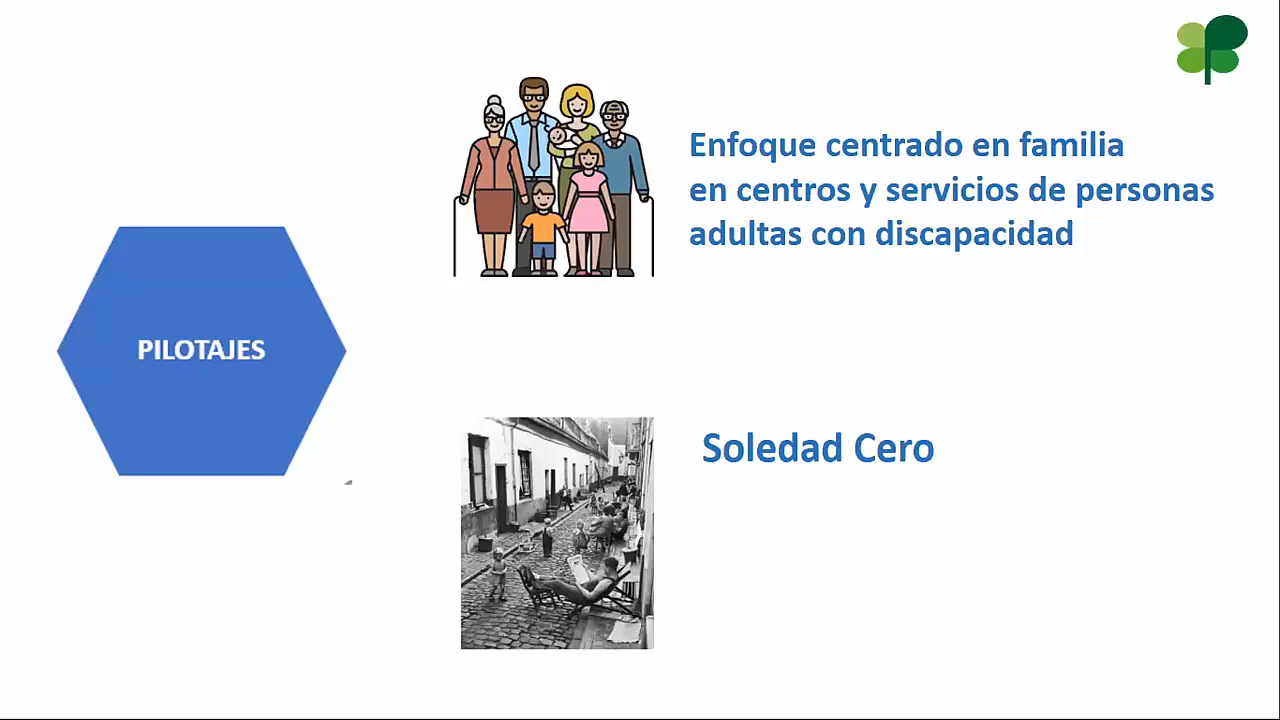 PILOTAJES
Enfoque centrado en familia
en centros y servicios de personas
adultas con discapacidad
Soledad Cero